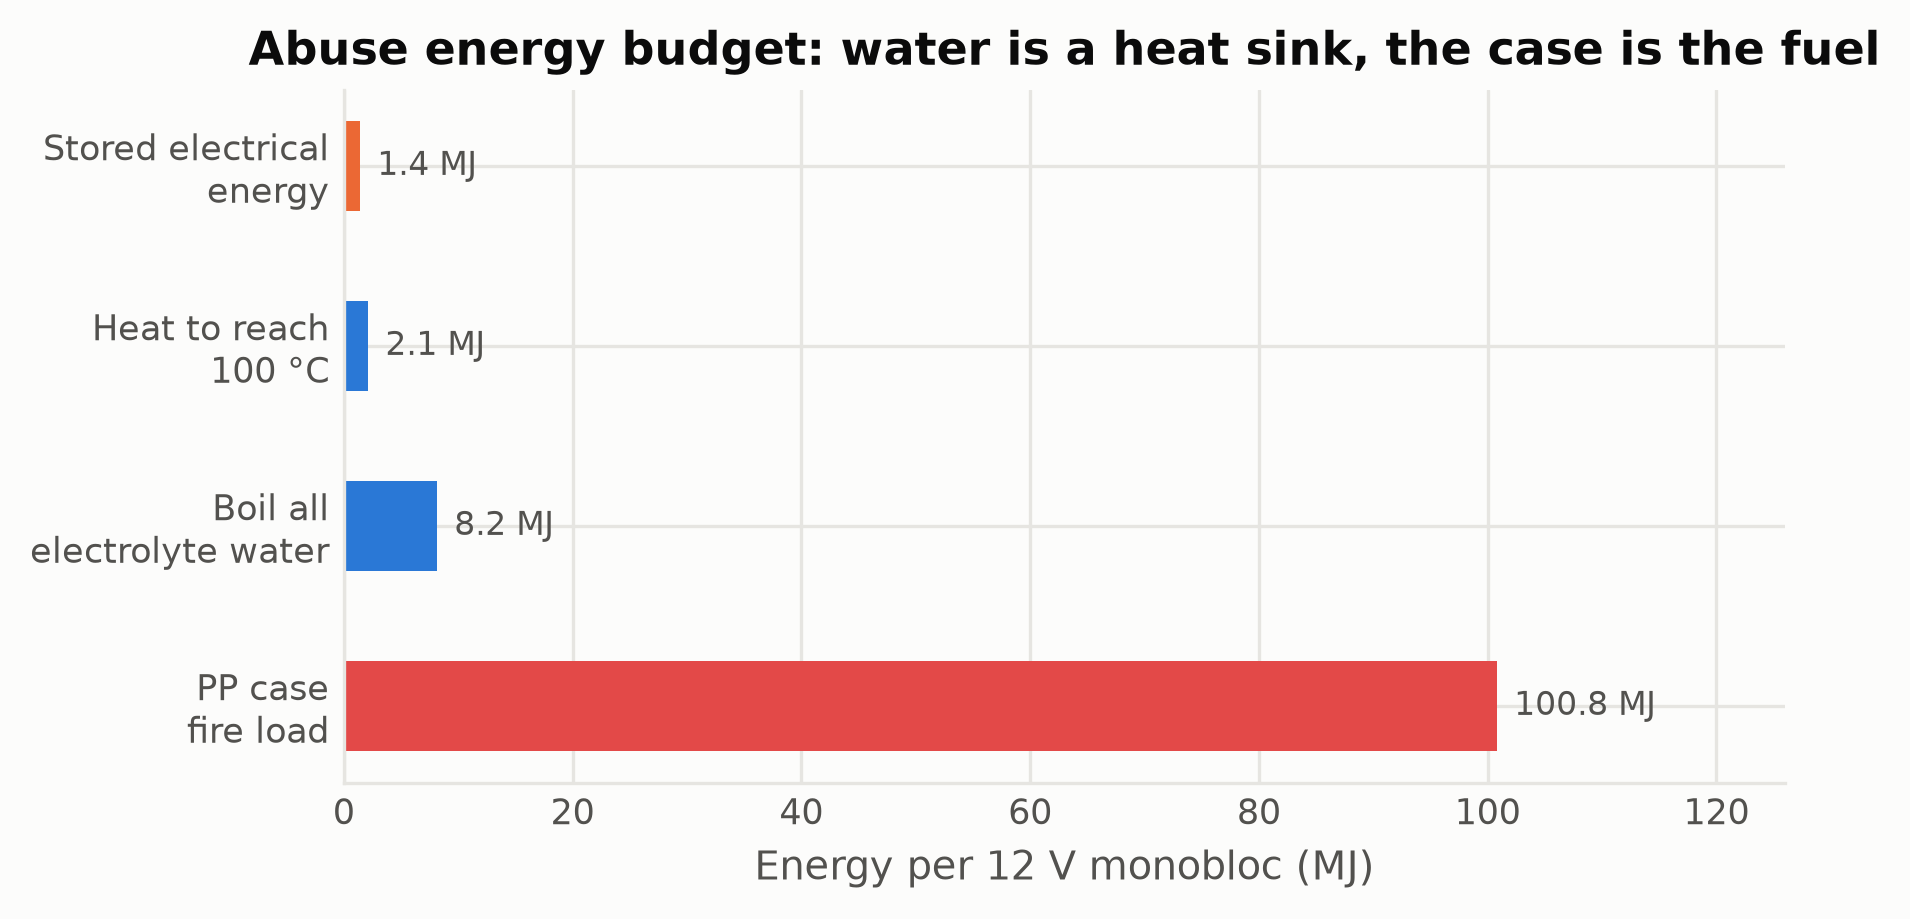 Abuse energy budget: water is a heat sink, the case is the fuel
Stored electrical
energy
1.4 MJ
Heat to reach
100 °C
2.1 MJ
Boil all
electrolyte water
8.2 MJ
PP case
fire load
100.8 MJ
0 20 40 60 80 100 120
Energy per 12 V monobloc (MJ)